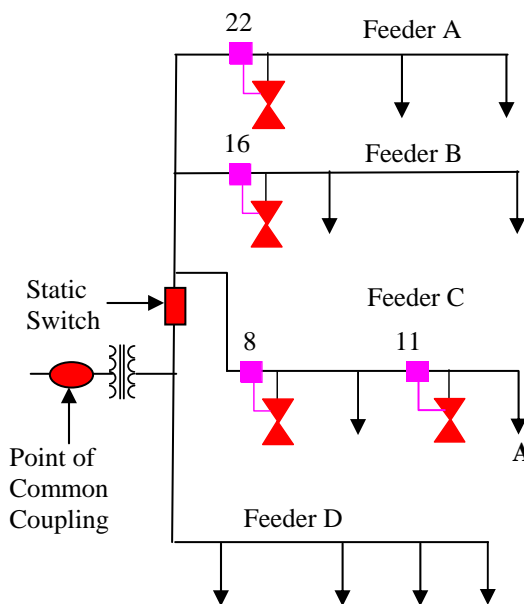 22
Feeder A
16
Feeder B
Static
Switch
Feeder C
8
11
A
Point of
Common
Coupling
Feeder D